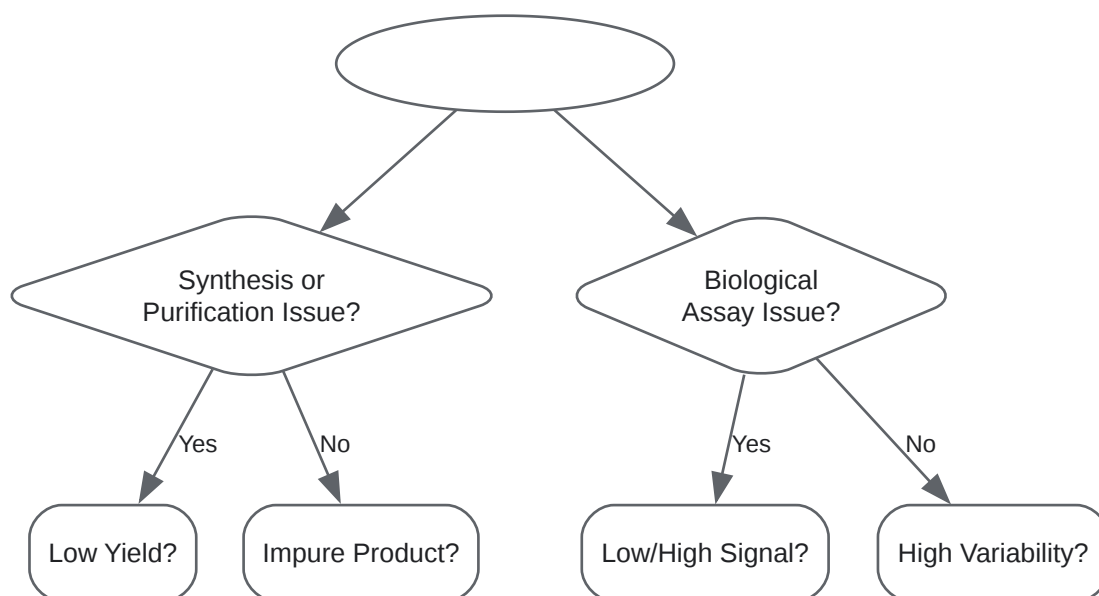 Synthesis or
Purification Issue?
Biological
Assay Issue?
Yes
No
Yes
No
Low Yield?
Impure Product?
Low/High Signal?
High Variability?